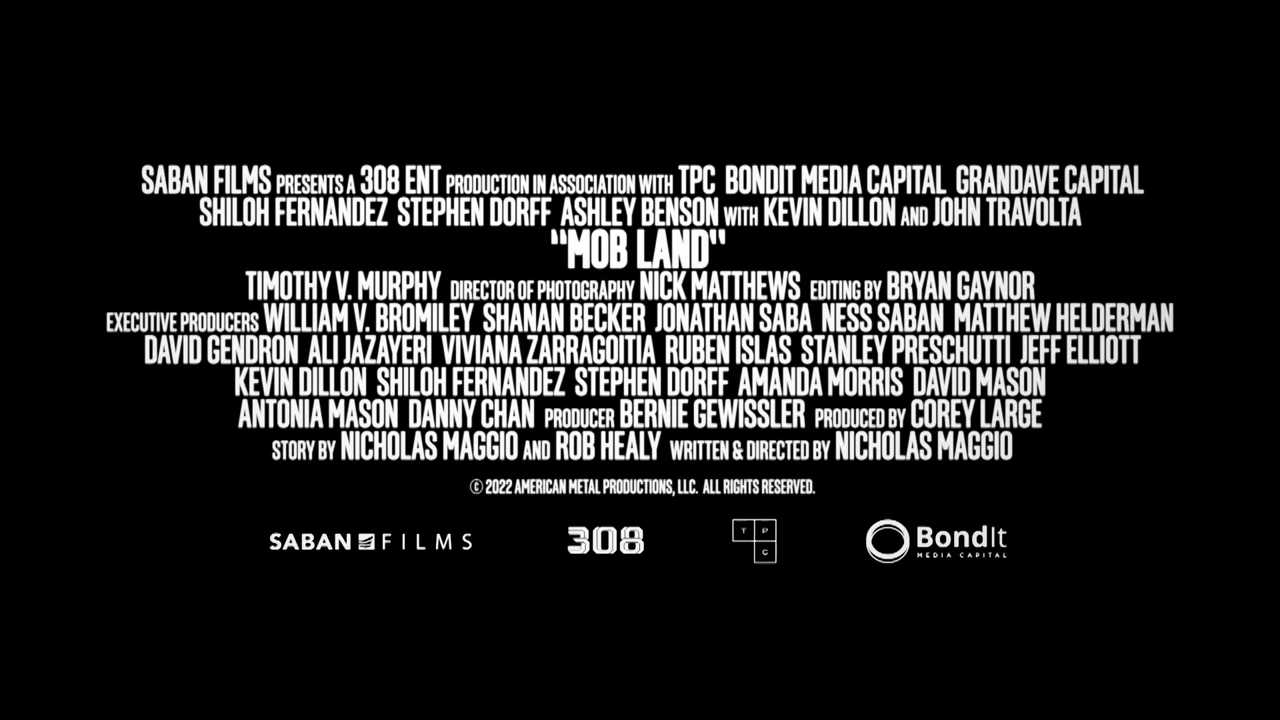 SABAN FILMS PRESENTS A 308 ENT PRODUCTION IN ASSOCIATION WITH TPC BONDIT MEDIA CAPITAL GRANDAVE CAPITAL
SHILOH FERNANDEZ STEPHEN DORFF ASHLEY BENSON WITH KEVIN DILLON AND JOHN TRAVOLTA
"MOB LAND"
TIMOTHY V. MURPHY DIRECTOR OF PHOTOGRAPHY NICK MATTHEWS EDITING BY BRYAN GAYNOR
EXECUTIVE PRODUCERS WILLIAM V. BROMILEY SHANAN BECKER JONATHAN SABA NESS SABAN MATTHEW HELDERMAN
DAVID GENDRON ALI JAZAYERI VIVIANA ZARRAGOITIA RUBEN ISLAS STANLEY PRESCHUTTI JEFF ELLIOTT
KEVIN DILLON SHILOH FERNANDEZ STEPHEN DORFF AMANDA MORRIS DAVID MASON
ANTONIA MASON DANNY CHAN PRODUCER BERNIE GEWISSLER PRODUCED BY COREY LARGE
STORY BY NICHOLAS MAGGIO AND ROB HEALY WRITTEN & DIRECTED BY NICHOLAS MAGGIO
© 2022 AMERICAN METAL PRODUCTIONS, LLC. ALL RIGHTS RESERVED.
SABAN FILMS 308 TPC BondIt
MEDIA CAPITAL